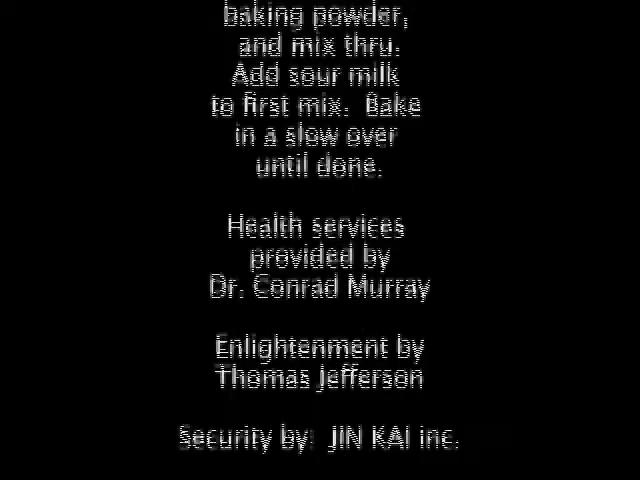 baking powder,
and mix thru.
Add sour milk
to first mix. Bake
in a slow over
until done.
Health services
provided by
Dr. Conrad Murray
Enlightenment by
Thomas Jefferson
Security by: JIN KAI inc.